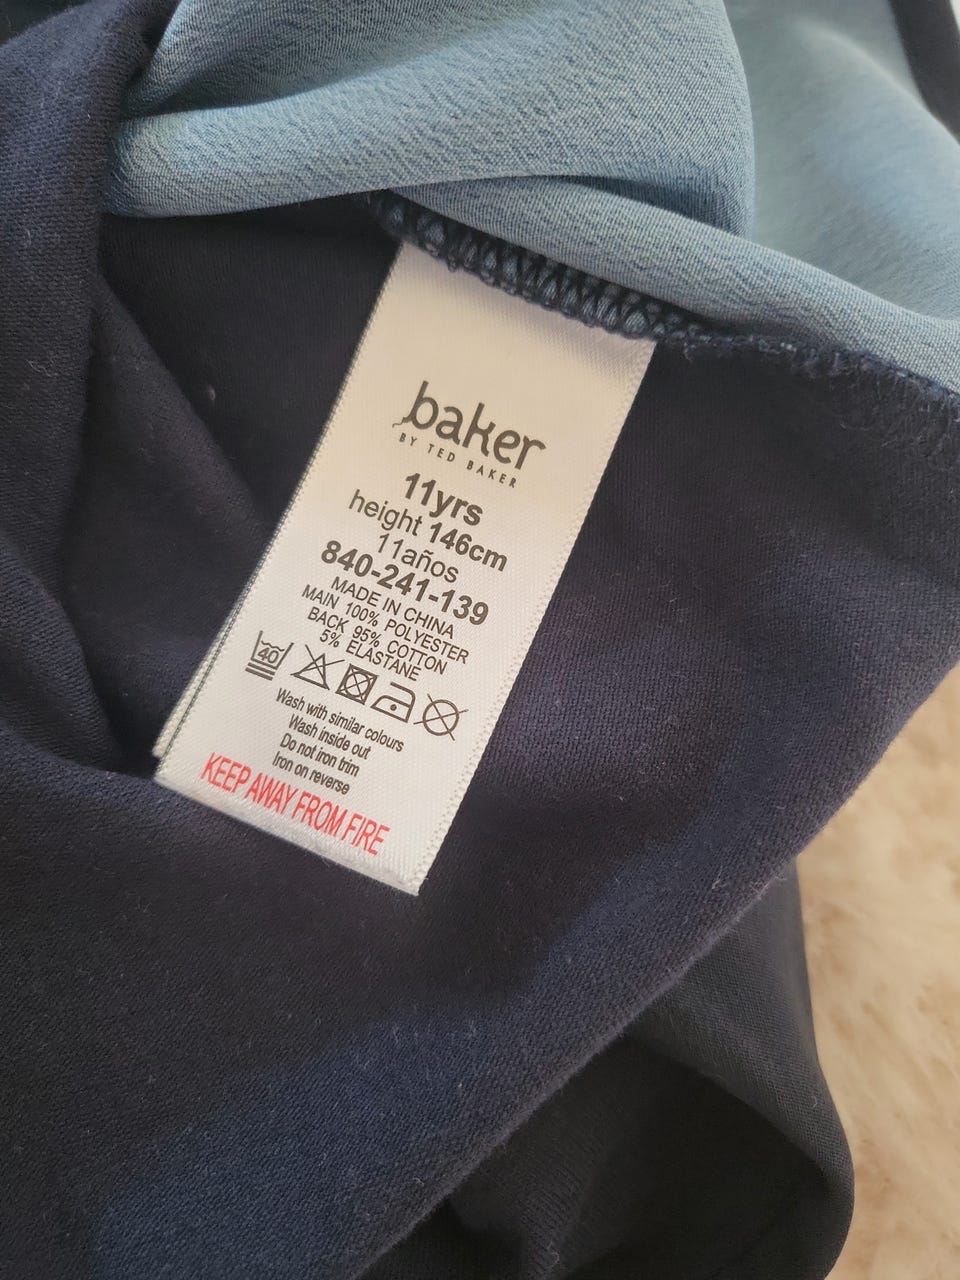 baker
BY TED BAKER
11yrs
height 146cm
11años
840-241-139
MADE IN CHINA
MAIN 100% POLYESTER
BACK 95% COTTON
5% ELASTANE
40
Wash with similar colours
Wash inside out
Do not iron trim
Iron on reverse
KEEP AWAY FROM FIRE